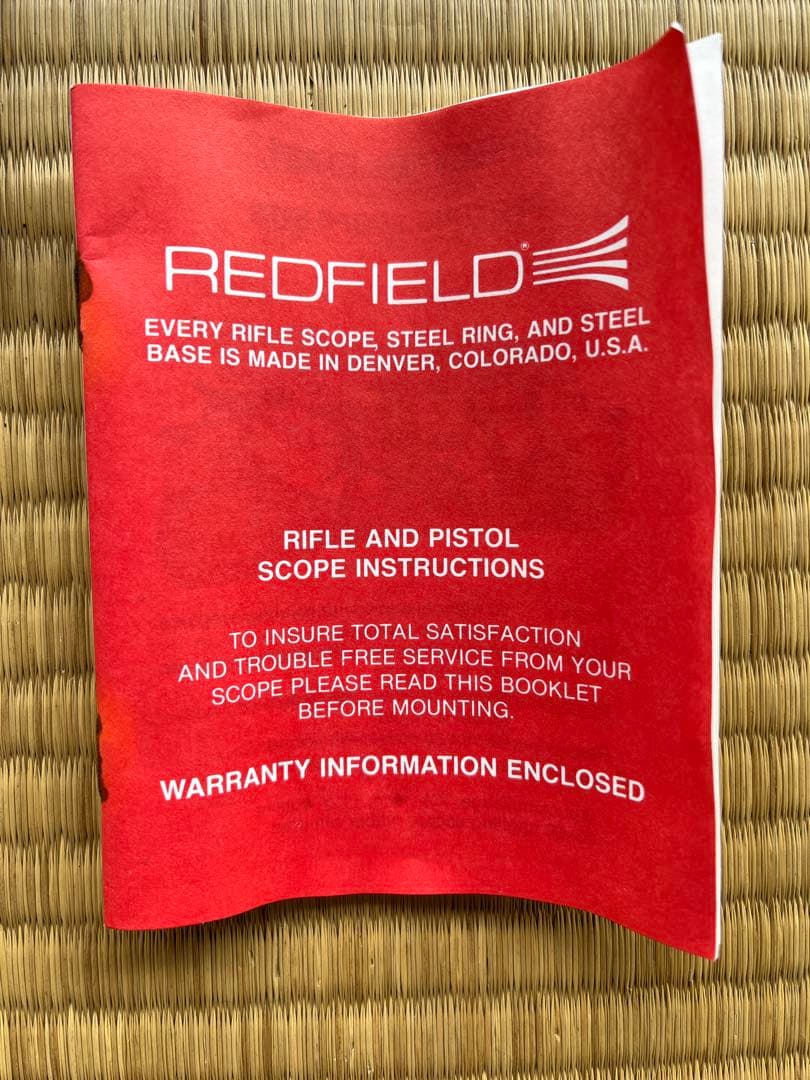 REDFIELD®
EVERY RIFLE SCOPE, STEEL RING, AND STEEL
BASE IS MADE IN DENVER, COLORADO, U.S.A.
RIFLE AND PISTOL
SCOPE INSTRUCTIONS
TO INSURE TOTAL SATISFACTION
AND TROUBLE FREE SERVICE FROM YOUR
SCOPE PLEASE READ THIS BOOKLET
BEFORE MOUNTING.
WARRANTY INFORMATION ENCLOSED